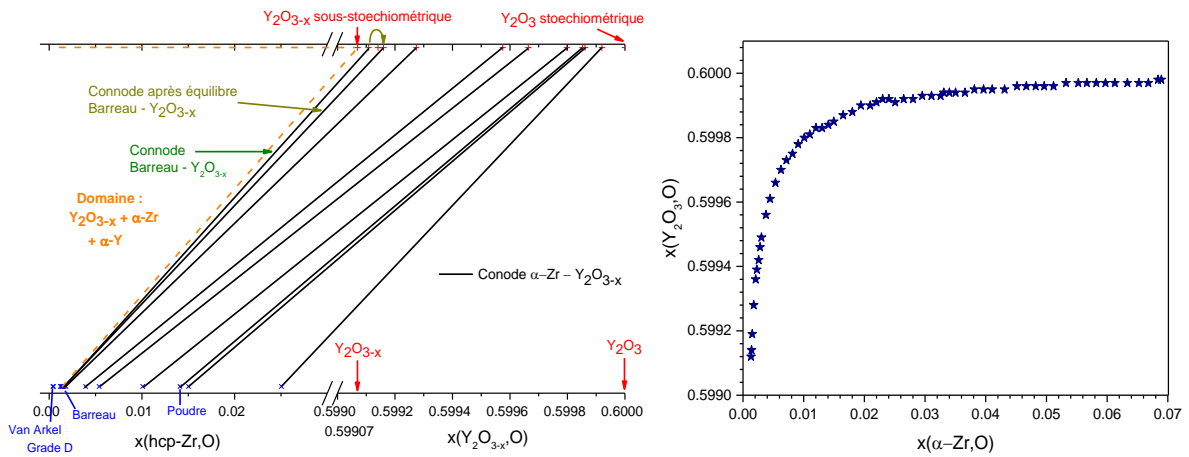 Y2O3-x sous-stoechiométrique
Y2O3 stoechiométrique
Connode après équilibre
Barreau - Y2O3-x
Connode
Barreau - Y2O3-x
Domaine :
Y2O3-x + α-Zr
+ α-Y
Conode α–Zr – Y2O3-x
Y2O3-x
Y2O3
Barreau
Poudre
0.00 0.01 0.02 0.5990 0.5992 0.5994 0.5996 0.5998 0.6000
0.59907
Van Arkel
Grade D
x(hcp-Zr,O)
x(Y2O3-x,O)
0.6000
0.5998
0.5996
0.5994
0.5992
0.5990
x(Y2O3,O)
0.00 0.01 0.02 0.03 0.04 0.05 0.06 0.07
x(α–Zr,O)